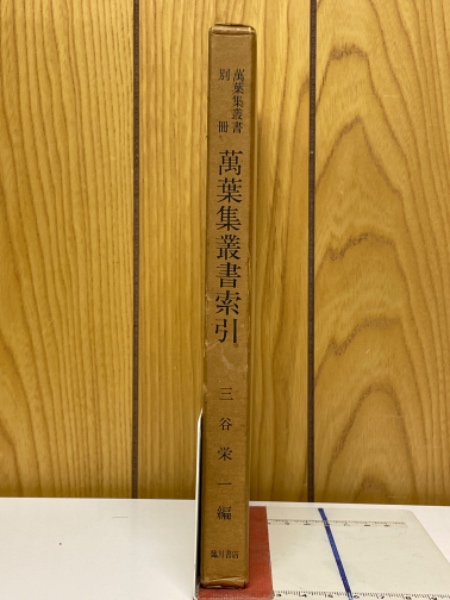 萬葉集叢書
別冊
萬葉集叢書索引
三谷栄一編
臨川書店